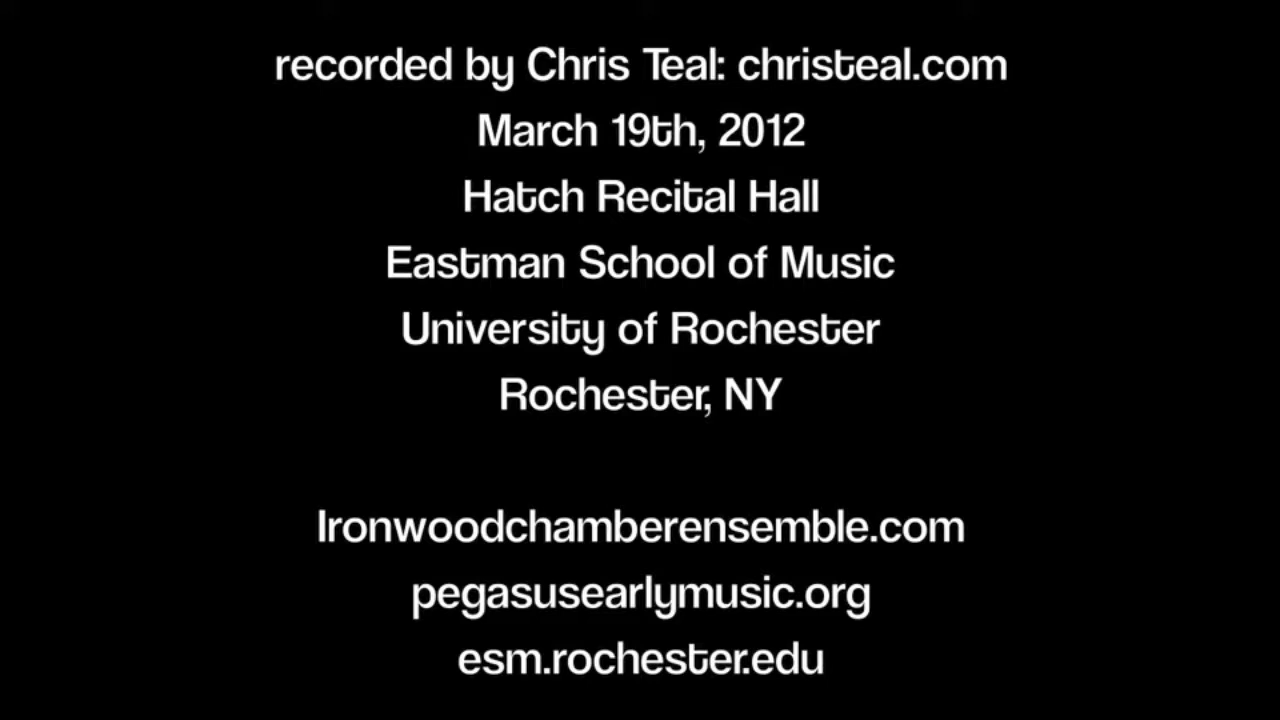 recorded by Chris Teal: christeal.com
March 19th, 2012
Hatch Recital Hall
Eastman School of Music
University of Rochester
Rochester, NY
Ironwoodchamberensemble.com
pegasusearlymusic.org
esm.rochester.edu